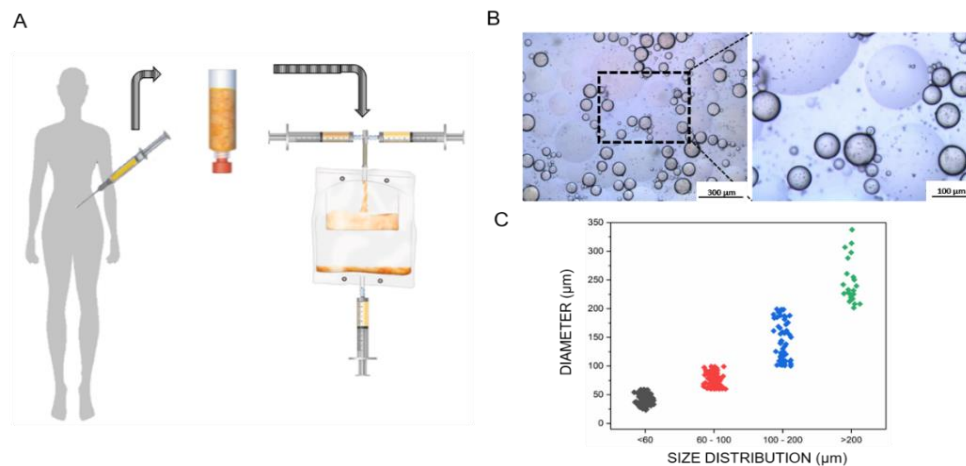 A
B
300 µm
100 µm
C
DIAMETER (µm)
350
300
250
200
150
100
50
0
<60
60 - 100
100 - 200
>200
SIZE DISTRIBUTION (µm)